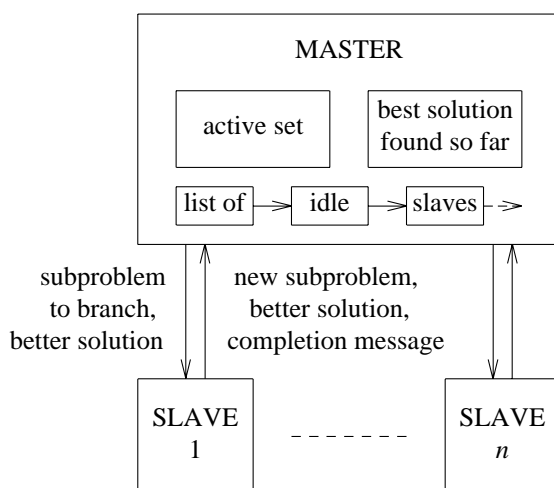 MASTER
active set
best solution
found so far
list of
idle
slaves
subproblem
to branch,
better solution
new subproblem,
better solution,
completion message
SLAVE
1
SLAVE
n